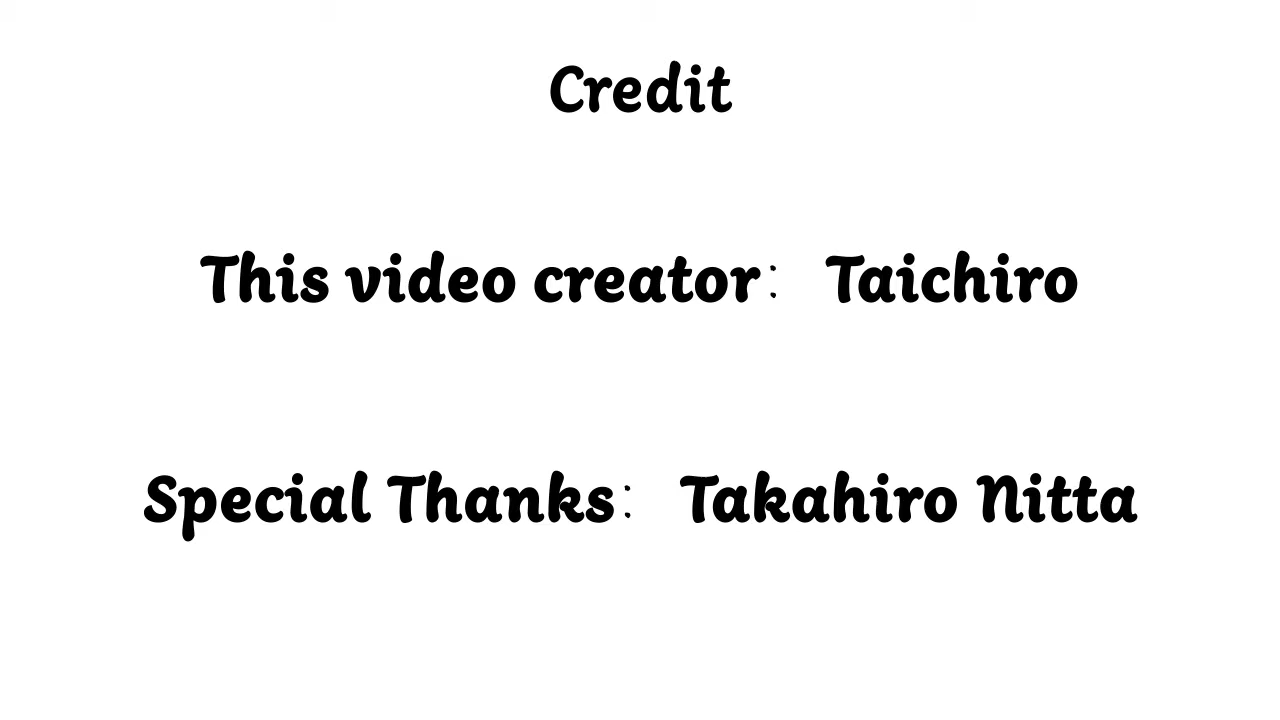 Credit
This video creator： Taichiro
Special Thanks： Takahiro Nitta